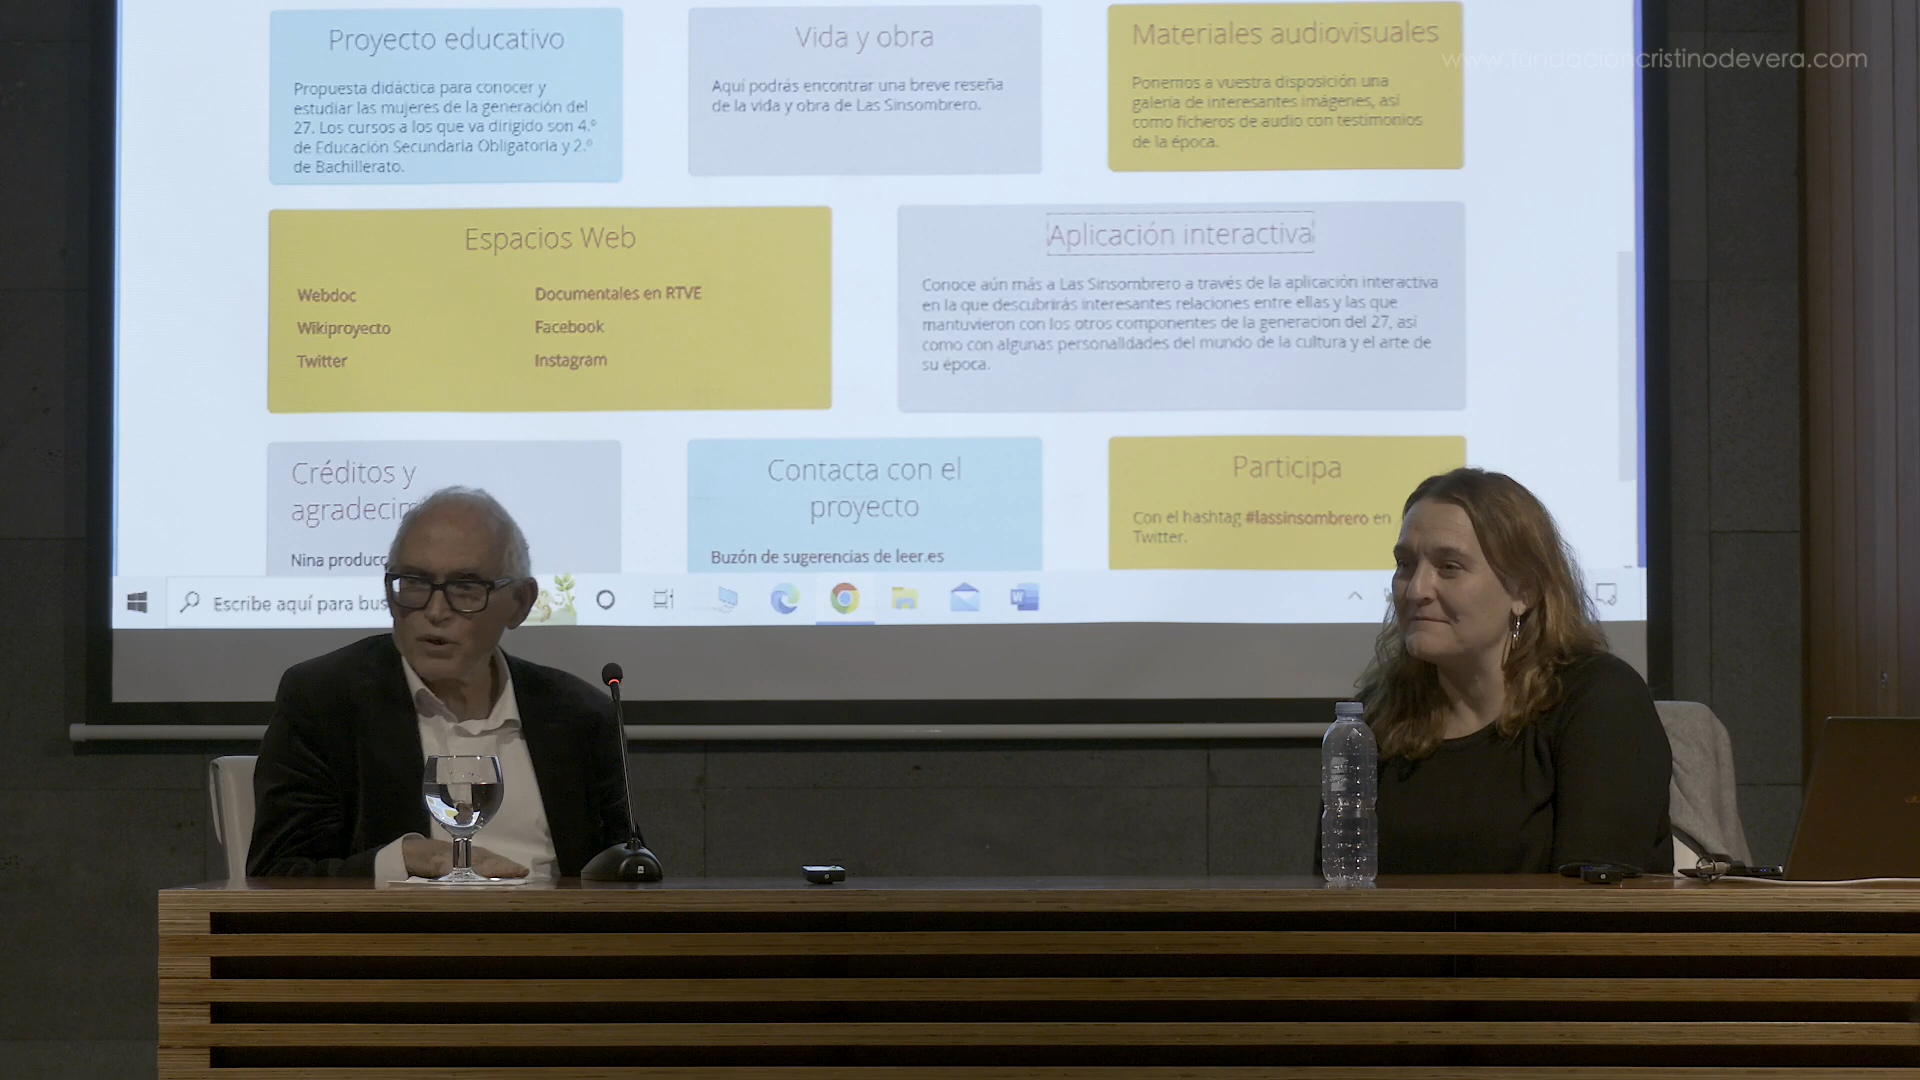 www.fundacioncristinodevera.com
Proyecto educativo
Propuesta didáctica para conocer y
estudiar las mujeres de la generación del
27. Los cursos a los que va dirigido son 4.º
de Educación Secundaria Obligatoria y 2.º
de Bachillerato.
Vida y obra
Aquí podrás encontrar una breve reseña
de la vida y obra de Las Sinsombrero.
Materiales audiovisuales
Ponemos a vuestra disposición una
galería de interesantes imágenes, así
como ficheros de audio con testimonios
de la época.
Espacios Web
Webdoc
Wikiproyecto
Twitter
Documentales en RTVE
Facebook
Instagram
Aplicación interactiva
Conoce aún más a Las Sinsombrero a través de la aplicación interactiva
en la que descubrirás interesantes relaciones entre ellas y las que
mantuvieron con los otros componentes de la generacion del 27, así
como con algunas personalidades del mundo de la cultura y el arte de
su época.
Créditos y
Nina
Contacta con el
proyecto
Buzón de sugerencias de leer.es
Participa
Con el hashtag #lassinsombrero en
Twitter.
Escribe aquí para